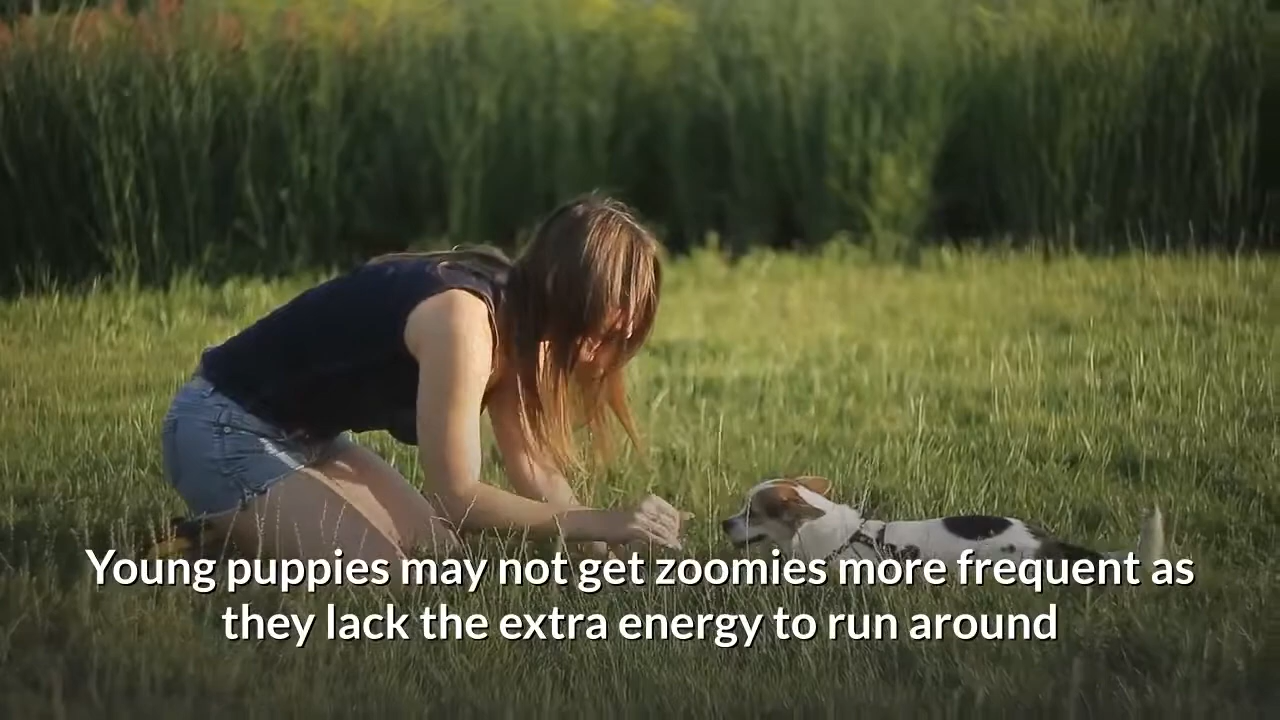 Young puppies may not get zoomies more frequent as
they lack the extra energy to run around